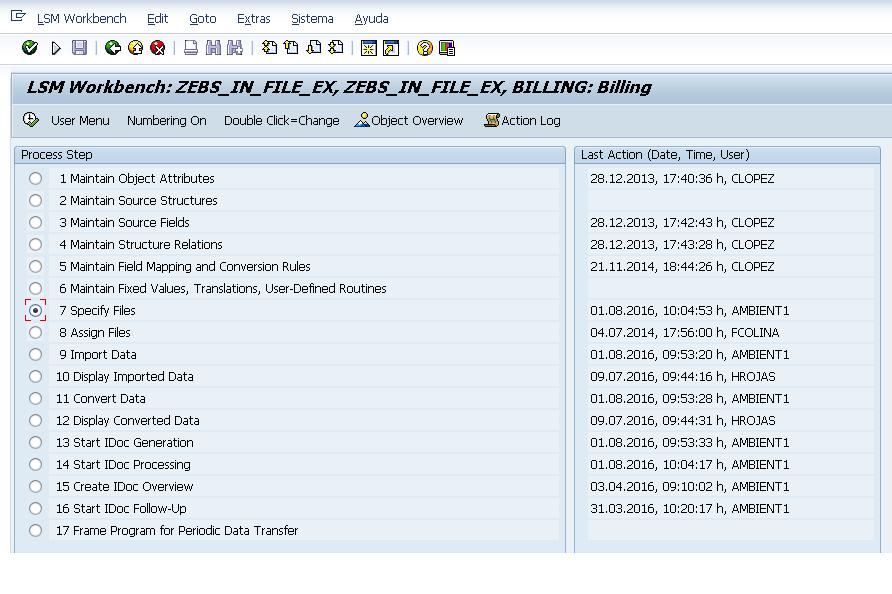 LSM Workbench Edit Goto Extras Sistema Ayuda
LSM Workbench: ZEBS_IN_FILE_EX, ZEBS_IN_FILE_EX, BILLING: Billing
User Menu Numbering On Double Click=Change Object Overview Action Log
Process Step Last Action (Date, Time, User)
1 Maintain Object Attributes 28.12.2013, 17:40:36 h, CLOPEZ
2 Maintain Source Structures
3 Maintain Source Fields 28.12.2013, 17:42:43 h, CLOPEZ
4 Maintain Structure Relations 28.12.2013, 17:43:28 h, CLOPEZ
5 Maintain Field Mapping and Conversion Rules 21.11.2014, 18:44:26 h, CLOPEZ
6 Maintain Fixed Values, Translations, User-Defined Routines
7 Specify Files 01.08.2016, 10:04:53 h, AMBIENT1
8 Assign Files 04.07.2014, 17:56:00 h, FCOLINA
9 Import Data 01.08.2016, 09:53:20 h, AMBIENT1
10 Display Imported Data 09.07.2016, 09:44:16 h, HROJAS
11 Convert Data 01.08.2016, 09:53:28 h, AMBIENT1
12 Display Converted Data 09.07.2016, 09:44:31 h, HROJAS
13 Start IDoc Generation 01.08.2016, 09:53:33 h, AMBIENT1
14 Start IDoc Processing 01.08.2016, 10:04:17 h, AMBIENT1
15 Create IDoc Overview 03.04.2016, 09:10:02 h, AMBIENT1
16 Start IDoc Follow-Up 31.03.2016, 10:20:17 h, AMBIENT1
17 Frame Program for Periodic Data Transfer